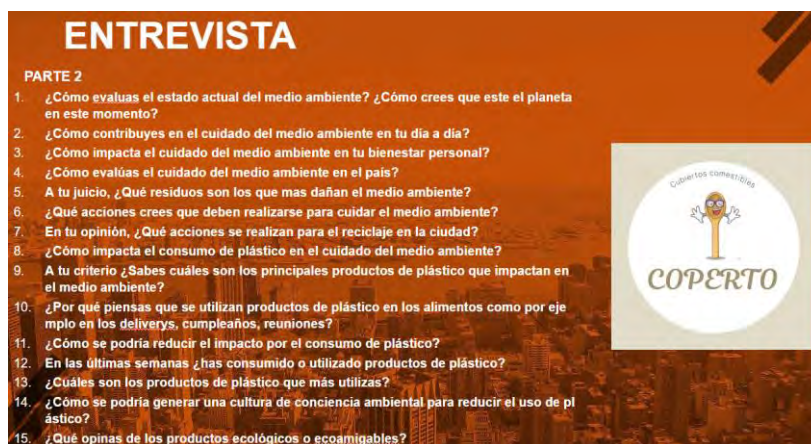 ENTREVISTA
PARTE 2
1. ¿Cómo evaluas el estado actual del medio ambiente? ¿Cómo crees que este el planeta
en este momento?
2. ¿Cómo contribuyes en el cuidado del medio ambiente en tu día a día?
3. ¿Cómo impacta el cuidado del medio ambiente en tu bienestar personal?
4. ¿Cómo evalúas el cuidado del medio ambiente en el país?
5. A tu juicio, ¿Qué residuos son los que mas dañan el medio ambiente?
6. ¿Qué acciones crees que deben realizarse para cuidar el medio ambiente?
7. En tu opinión, ¿Qué acciones se realizan para el reciclaje en la ciudad?
8. ¿Cómo impacta el consumo de plástico en el cuidado del medio ambiente?
9. A tu criterio ¿Sabes cuáles son los principales productos de plástico que impactan en
el medio ambiente?
10. ¿Por qué piensas que se utilizan productos de plástico en los alimentos como por eje
mplo en los deliverys, cumpleaños, reuniones?
11. ¿Cómo se podría reducir el impacto por el consumo de plástico?
12. En las últimas semanas ¿has consumido o utilizado productos de plástico?
13. ¿Cuáles son los productos de plástico que más utilizas?
14. ¿Cómo se podría generar una cultura de conciencia ambiental para reducir el uso de pl
ástico?
15. ¿Qué opinas de los productos ecológicos o ecoamigables?
Cubiertos comestibles
COPERTO